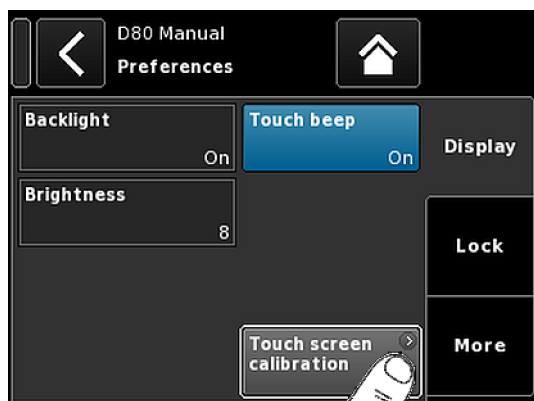 D80 Manual
Preferences
Backlight
On
Touch beep
On
Display
Brightness
8
Lock
Touch screen
calibration
More